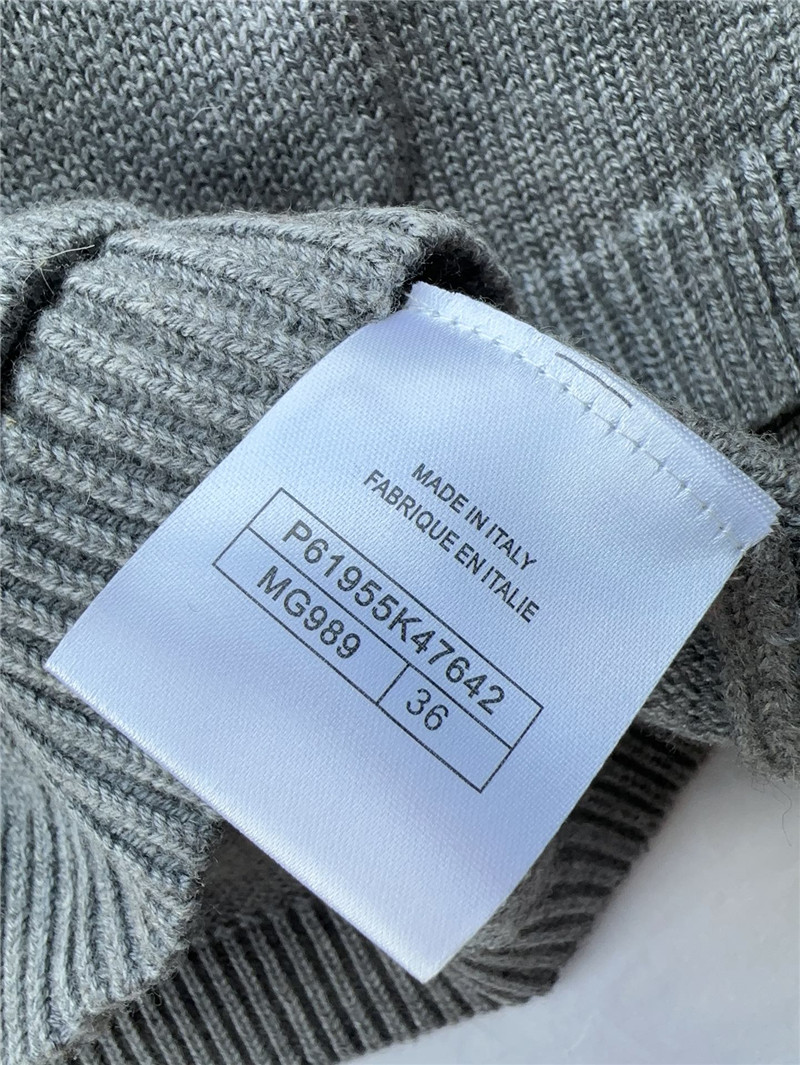 MADE IN ITALY
FABRIQUE EN ITALIE
P61955K47642
MG989 36